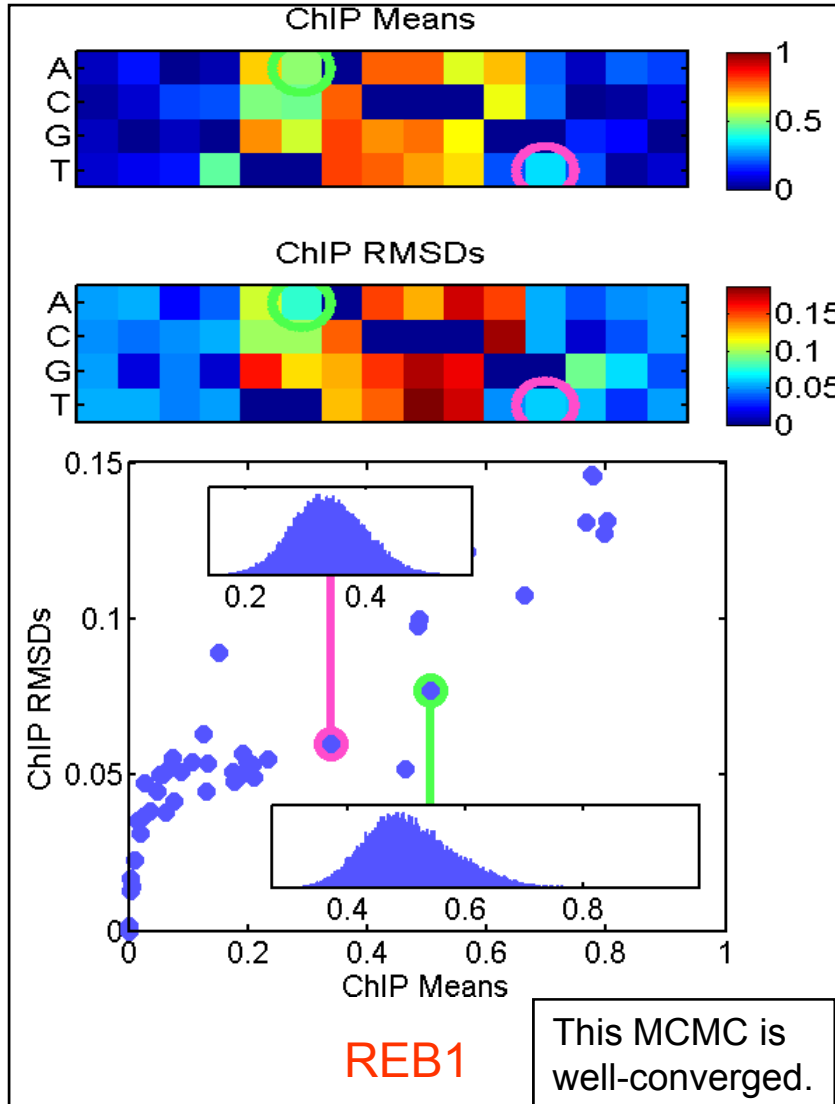 ChIP Means
A
C
G
T
1
0.5
0
ChIP RMSDs
A
C
G
T
0.15
0.1
0.05
0
0.15
0.1
0.05
0
ChIP RMSDs
0.2 0.4
0.4 0.6 0.8
0 0.2 0.4 0.6 0.8 1
ChIP Means
REB1
This MCMC is
well-converged.